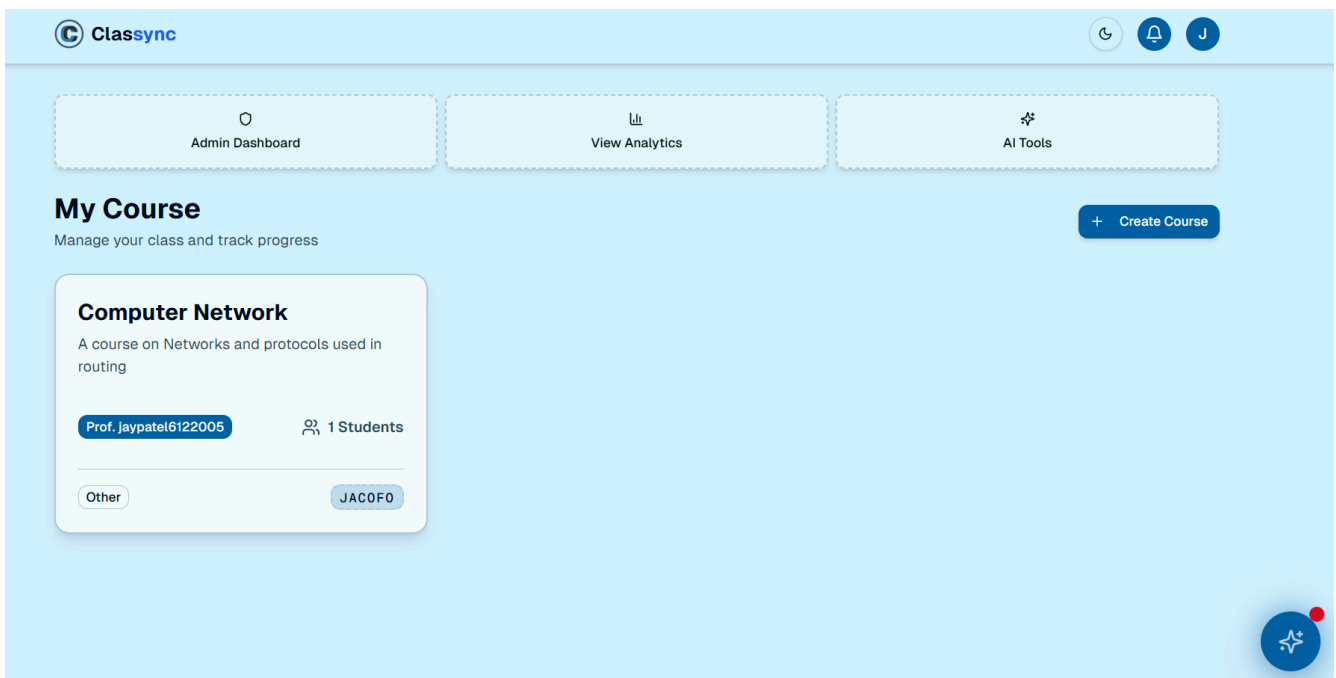 Classync
J
Admin Dashboard
View Analytics
AI Tools
My Course
Manage your class and track progress
+ Create Course
Computer Network
A course on Networks and protocols used in
routing
Prof. jaypatel6122005
1 Students
Other
JACOFO